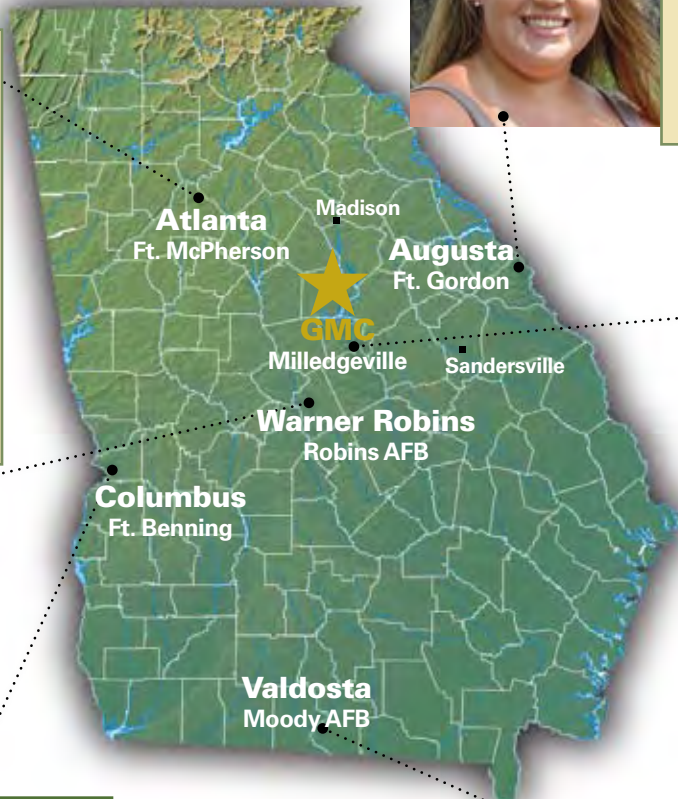 Atlanta
Ft. McPherson
Madison
Augusta
Ft. Gordon
GMC
Milledgeville
Sandersville
Warner Robins
Robins AFB
Columbus
Ft. Benning
Valdosta
Moody AFB